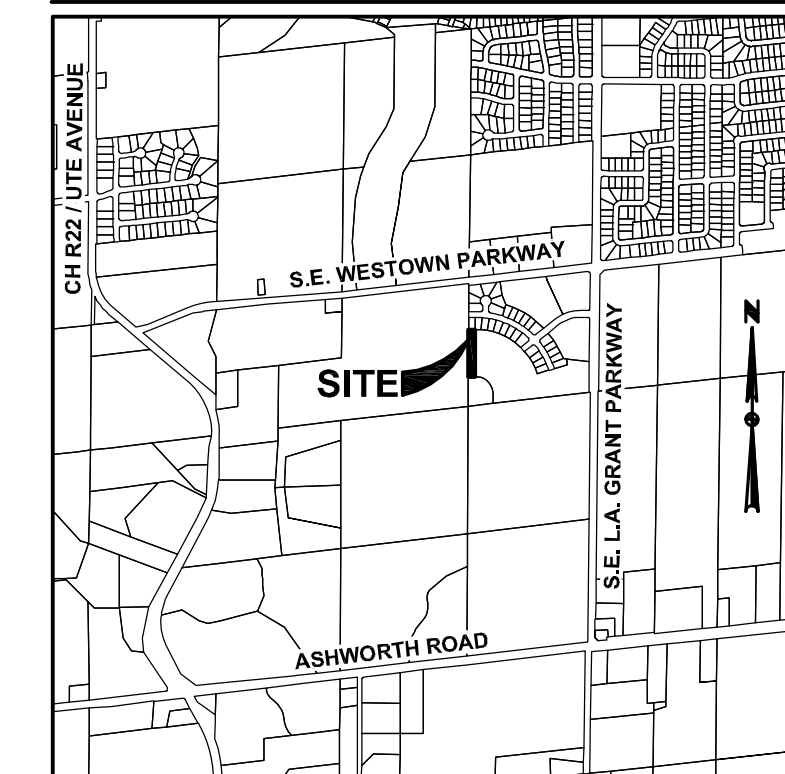 CH R22 / UTE AVENUE
S.E. WESTOWN PARKWAY
SITE
S.E. L.A. GRANT PARKWAY
N
ASHWORTH ROAD